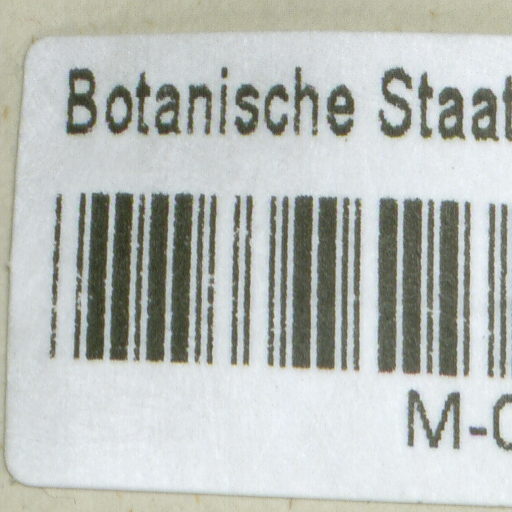 Botanische Staat
M-